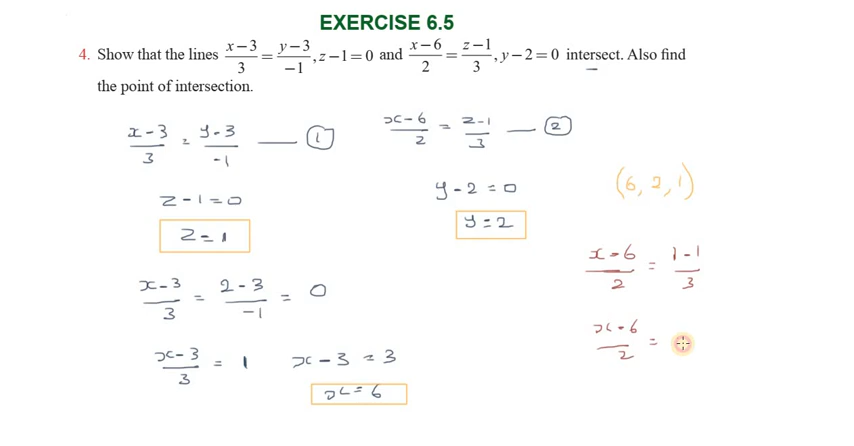 EXERCISE 6.5
4. Show that the lines (x−3)/3 = (y−3)/−1, z−1=0 and (x−6)/2 = (z−1)/3, y−2=0 intersect. Also find
the point of intersection.
(x-3)/3 = (y-3)/-1 —— ①
z-1=0
z=1
(x-3)/3 = (2-3)/-1 = 0
(x-3)/3 = 1 x-3=3
x=6
(x-6)/2 = (z-1)/3 —— ②
y-2=0
y=2
(6,2,1)
(x-6)/2 = (1-1)/3
(x-6)/2 =